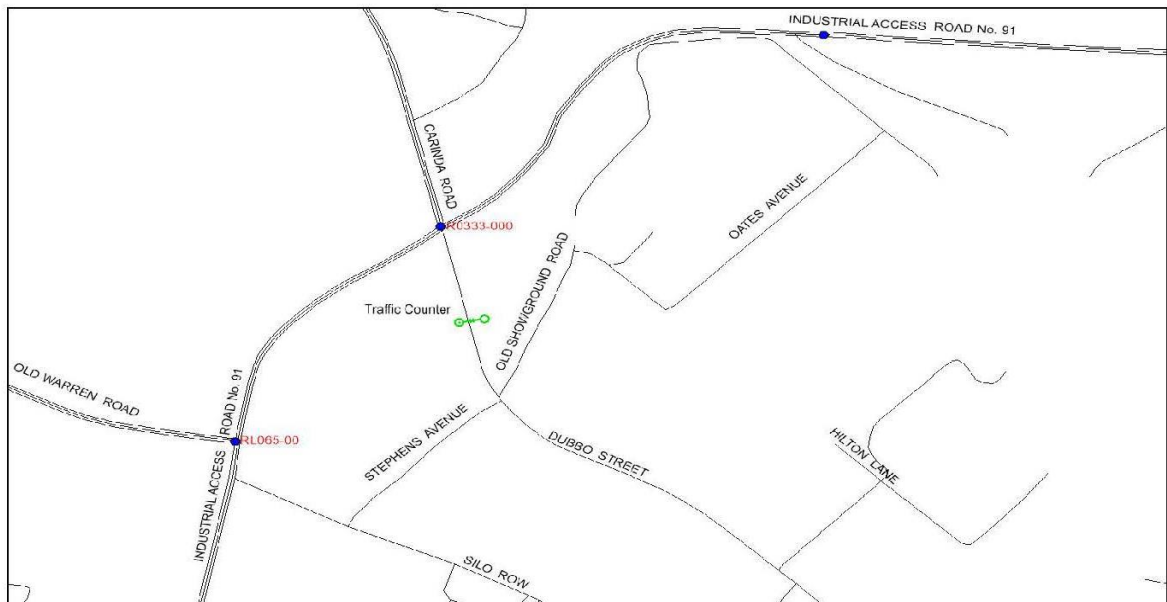 INDUSTRIAL ACCESS ROAD No. 91
CARINDA ROAD
R0333-000
OATES AVENUE
OLD SHOWGROUND ROAD
Traffic Counter
OLD WARREN ROAD
INDUSTRIAL ACCESS ROAD No. 91
RL065-00
STEPHENS AVENUE
DUBBO STREET
HILTON LANE
SILO ROW